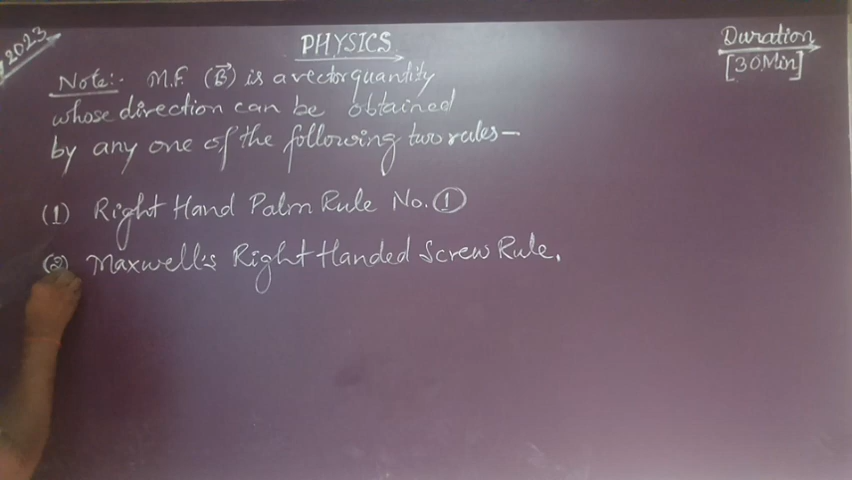 2023
PHYSICS
Duration
[30Min]
Note:- M.F. (B⃗) is a vector quantity
whose direction can be obtained
by any one of the following two rules—
(1) Right Hand Palm Rule No. ①
(2) Maxwell's Right Handed Screw Rule.